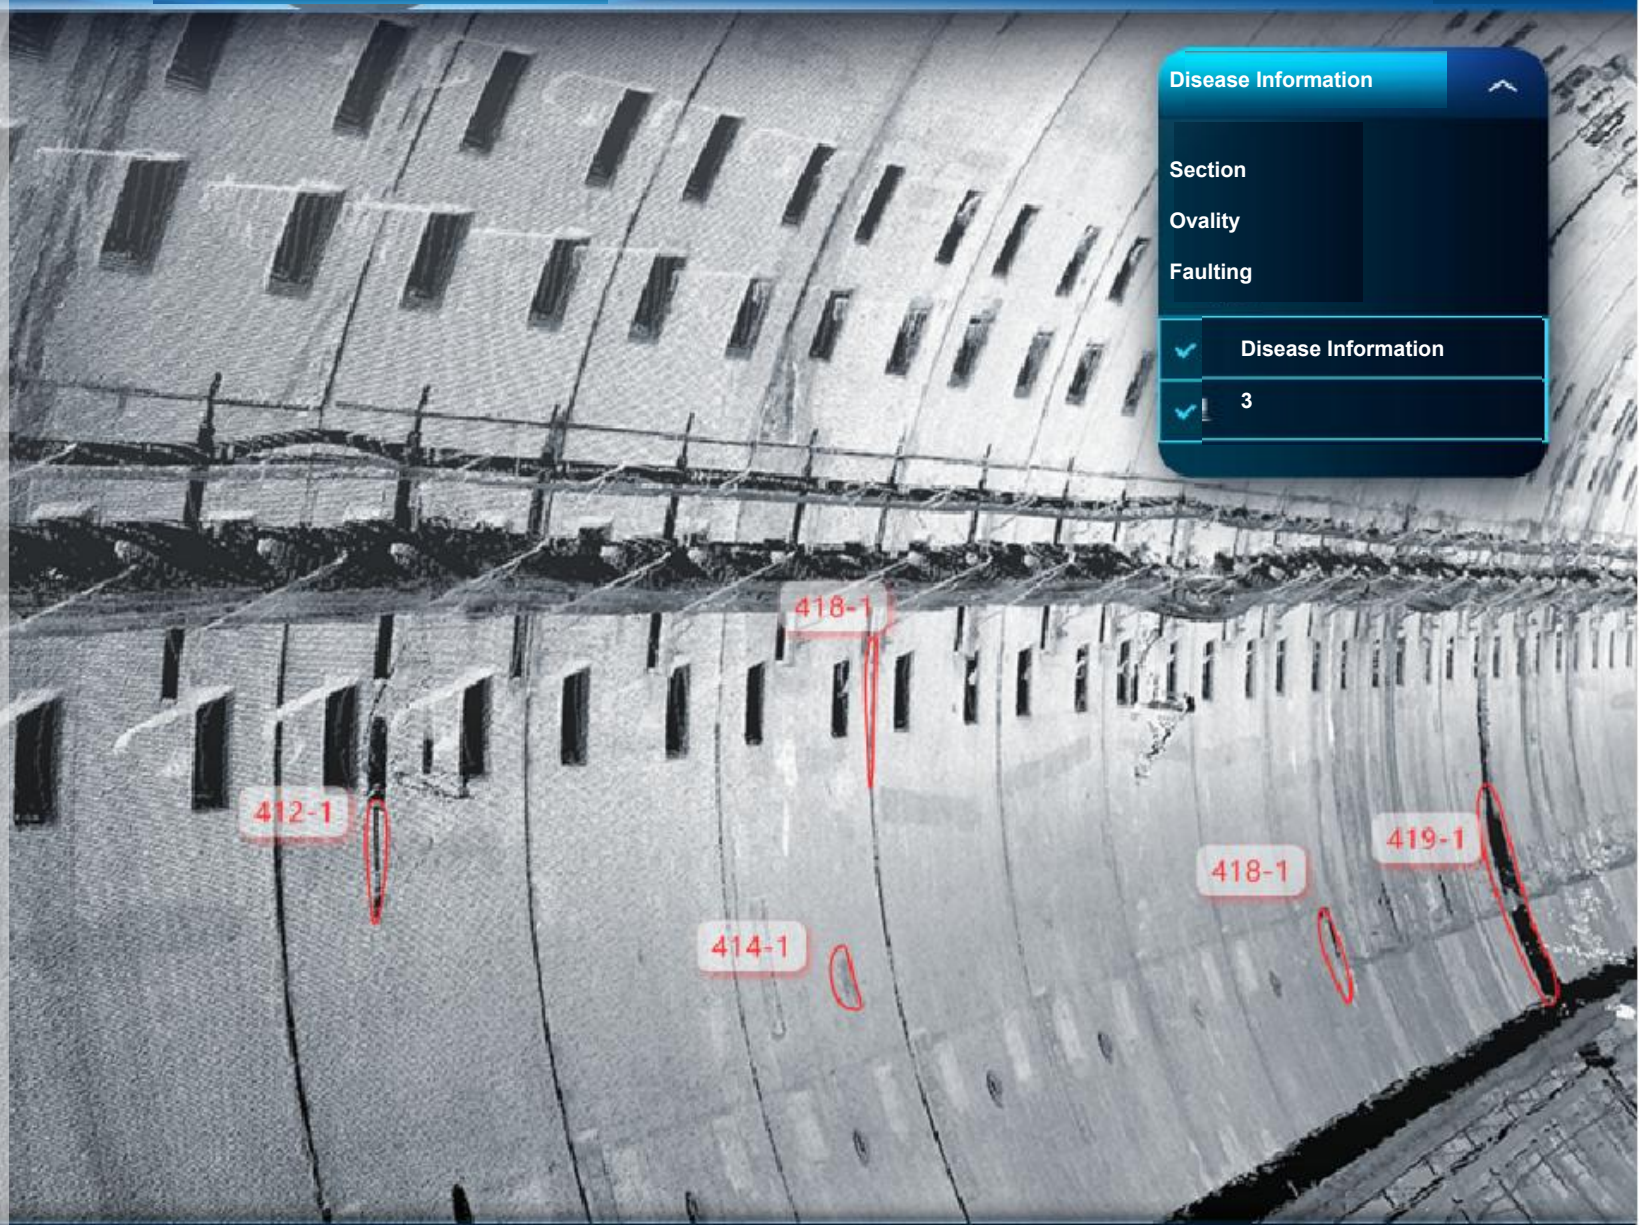 Disease Information
Section
Ovality
Faulting
Disease Information
3
418-1
412-1
419-1
418-1
414-1